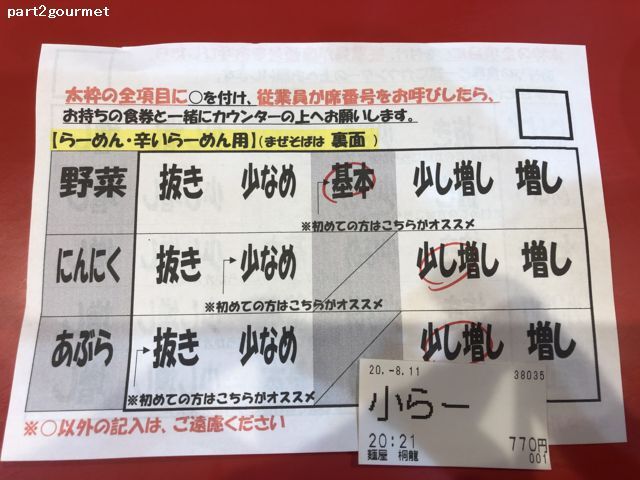 part2gourmet
太枠の全項目に○を付け、従業員が席番号をお呼びしたら、
お持ちの食券と一緒にカウンターの上へお願いします。
【らーめん・辛いらーめん用】(まぜそばは 裏面 )
野菜 抜き 少なめ 基本 少し増し 増し
※初めての方はこちらがオススメ
にんにく 抜き 少なめ 少し増し 増し
※初めての方はこちらがオススメ
あぶら 抜き 少なめ 少し増し 増し
※初めての方はこちらがオススメ
※○以外の記入は、ご遠慮ください
20.-8.11 38035
小らー
20:21 770円
麺屋 桐龍 001